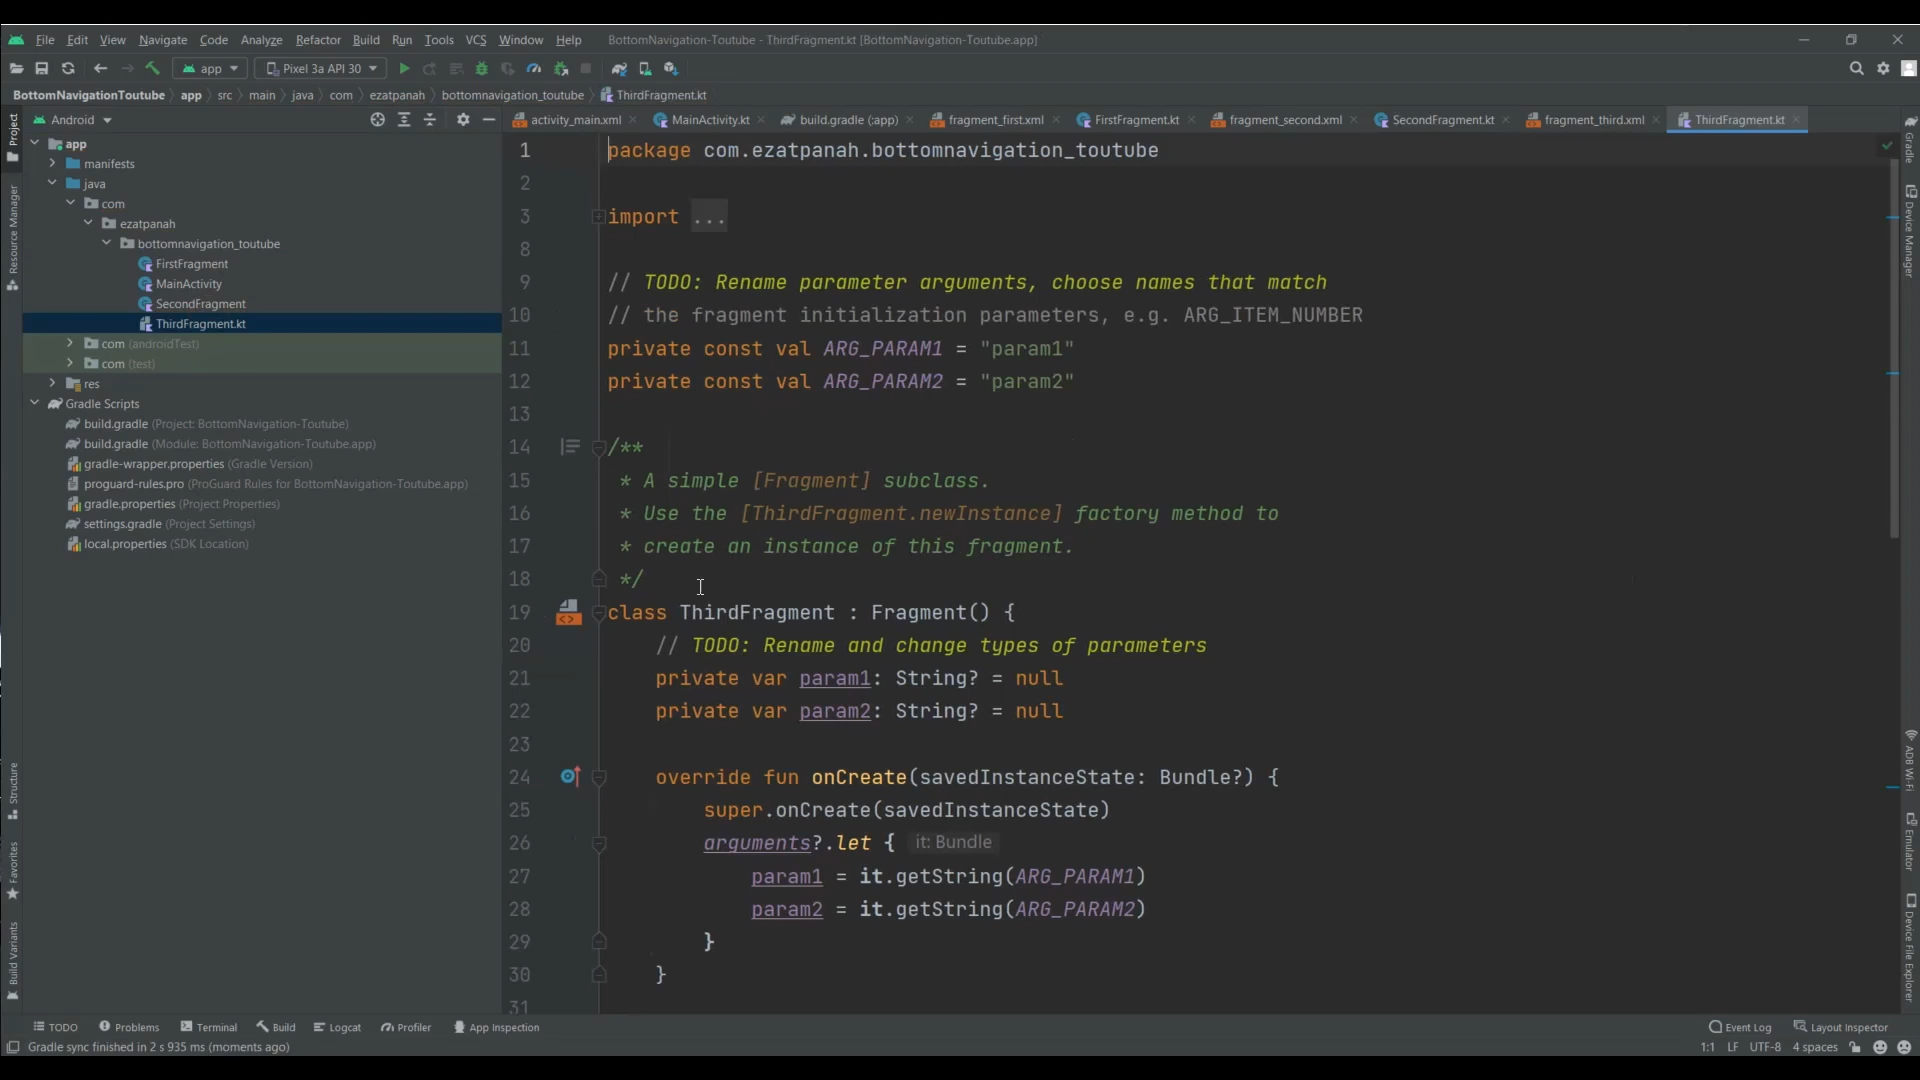 File Edit View Navigate Code Analyze Refactor Build Run Tools VCS Window Help BottomNavigation-Toutube - ThirdFragment.kt [BottomNavigation-Toutube.app]
app Pixel 3a API 30
BottomNavigationToutube app src main java com ezatpanah bottomnavigation_toutube ThirdFragment.kt
Android
activity_main.xml MainActivity.kt build.gradle (:app) fragment_first.xml FirstFragment.kt fragment_second.xml SecondFragment.kt fragment_third.xml ThirdFragment.kt
Project
Resource Manager
Structure
Favorites
Build Variants
app
manifests
java
com
ezatpanah
bottomnavigation_toutube
FirstFragment
MainActivity
SecondFragment
ThirdFragment.kt
com (androidTest)
com (test)
res
Gradle Scripts
build.gradle (Project: BottomNavigation-Toutube)
build.gradle (Module: BottomNavigation-Toutube.app)
gradle-wrapper.properties (Gradle Version)
proguard-rules.pro (ProGuard Rules for BottomNavigation-Toutube.app)
gradle.properties (Project Properties)
settings.gradle (Project Settings)
local.properties (SDK Location)
1 package com.ezatpanah.bottomnavigation_toutube
2
3 import ...
8
9 // TODO: Rename parameter arguments, choose names that match
10 // the fragment initialization parameters, e.g. ARG_ITEM_NUMBER
11 private const val ARG_PARAM1 = "param1"
12 private const val ARG_PARAM2 = "param2"
13
14 /**
15 * A simple [Fragment] subclass.
16 * Use the [ThirdFragment.newInstance] factory method to
17 * create an instance of this fragment.
18 */
19 class ThirdFragment : Fragment() {
20 // TODO: Rename and change types of parameters
21 private var param1: String? = null
22 private var param2: String? = null
23
24 override fun onCreate(savedInstanceState: Bundle?) {
25 super.onCreate(savedInstanceState)
26 arguments?.let { it: Bundle
27 param1 = it.getString(ARG_PARAM1)
28 param2 = it.getString(ARG_PARAM2)
29 }
30 }
31
Gradle
Device Manager
ADB Wi-Fi
Emulator
Device File Explorer
TODO Problems Terminal Build Logcat Profiler App Inspection Event Log Layout Inspector
Gradle sync finished in 2 s 935 ms (moments ago) 1:1 LF UTF-8 4 spaces